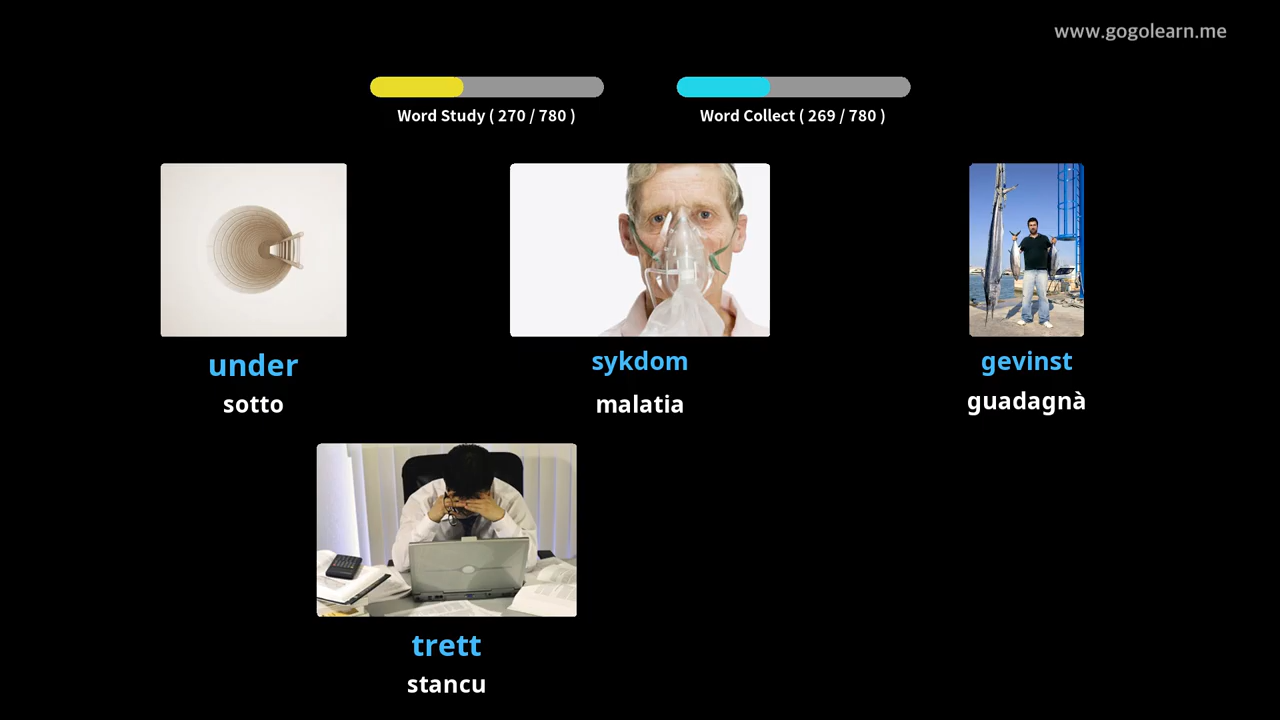 www.gogolearn.me
Word Study ( 270 / 780 )
Word Collect ( 269 / 780 )
under
sotto
sykdom
malatia
gevinst
guadagnà
trett
stancu